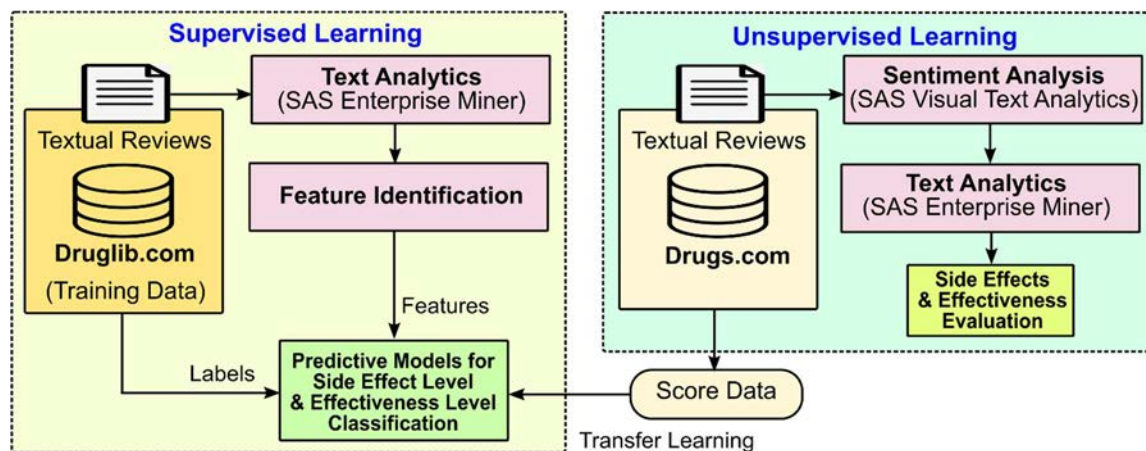 Supervised Learning
Textual Reviews
Druglib.com
(Training Data)
Text Analytics
(SAS Enterprise Miner)
Feature Identification
Features
Labels
Predictive Models for
Side Effect Level
& Effectiveness Level
Classification
Unsupervised Learning
Textual Reviews
Drugs.com
Sentiment Analysis
(SAS Visual Text Analytics)
Text Analytics
(SAS Enterprise Miner)
Side Effects
& Effectiveness
Evaluation
Score Data
Transfer Learning